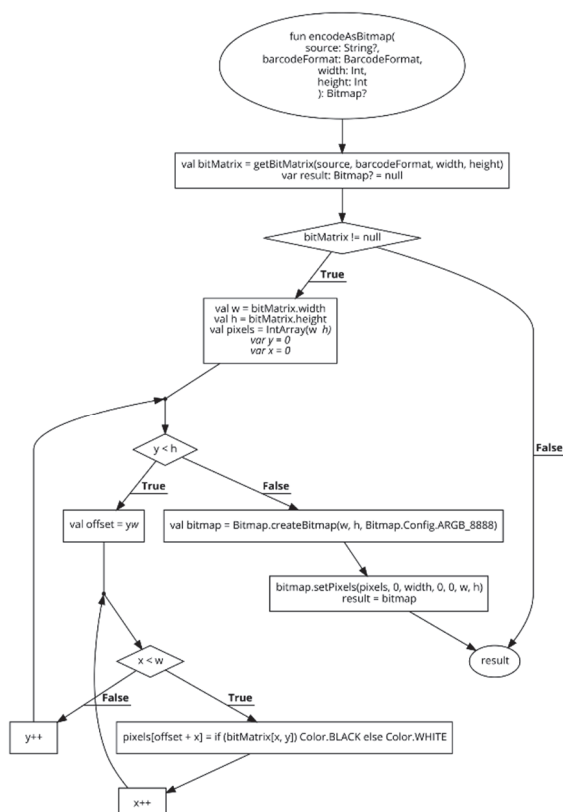 fun encodeAsBitmap(
source: String?,
barcodeFormat: BarcodeFormat,
width: Int,
height: Int
): Bitmap?
val bitMatrix = getBitMatrix(source, barcodeFormat, width, height)
var result: Bitmap? = null
bitMatrix != null
True
val w = bitMatrix.width
val h = bitMatrix.height
val pixels = IntArray(w h)
var y = 0
var x = 0
False
y < h
True
False
val offset = yw
val bitmap = Bitmap.createBitmap(w, h, Bitmap.Config.ARGB_8888)
bitmap.setPixels(pixels, 0, width, 0, 0, w, h)
result = bitmap
x < w
result
False
True
y++
pixels[offset + x] = if (bitMatrix[x, y]) Color.BLACK else Color.WHITE
x++